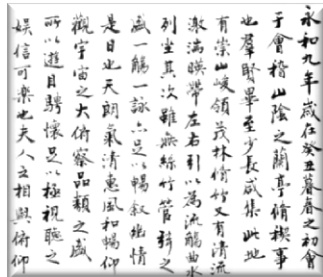 永和九年歲在癸丑暮春之初會
于會稽山陰之蘭亭脩稧事
也羣賢畢至少長咸集此地
有崇山峻領茂林脩竹又有清流
激湍暎帶左右引以為流觴曲水
列坐其次雖無絲竹管弦之
盛一觴一詠亦足以暢敘幽情
是日也天朗氣清惠風和暢仰
觀宇宙之大俯察品類之盛
所以遊目騁懷足以極視聽之
娛信可樂也夫人之相與俯仰